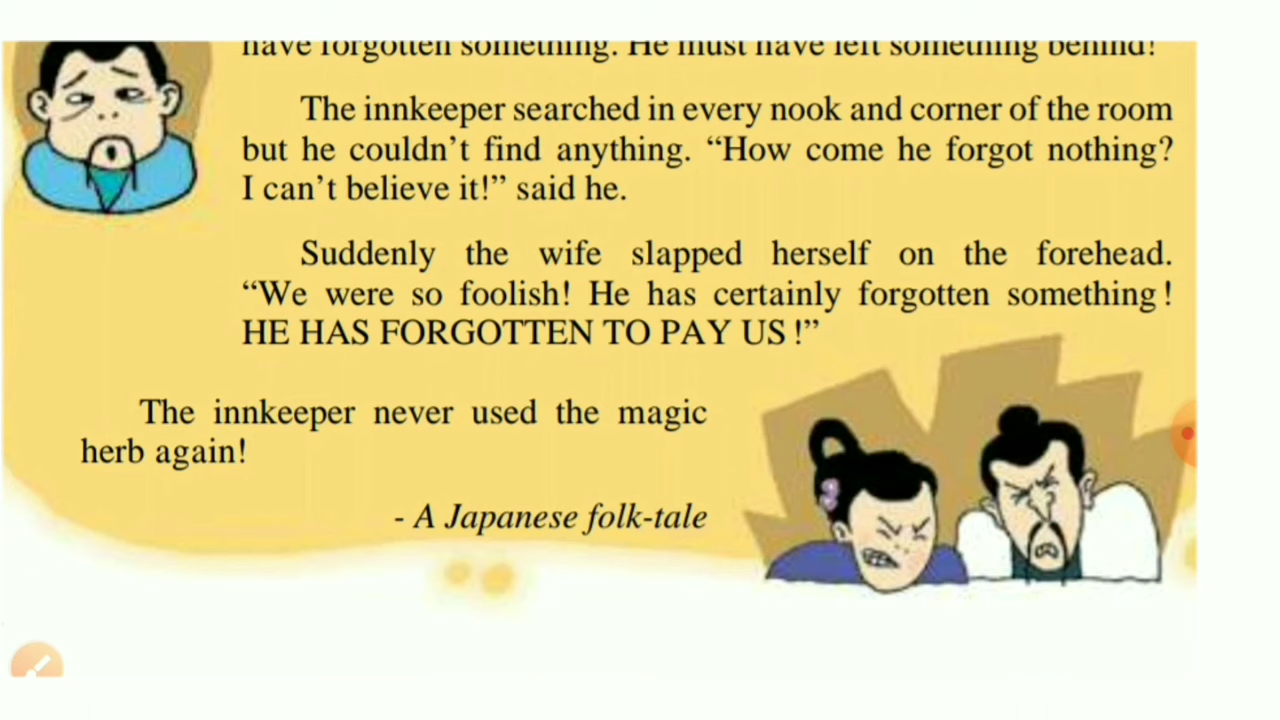 have forgotten something. He must have left something behind!
The innkeeper searched in every nook and corner of the room
but he couldn’t find anything. “How come he forgot nothing?
I can’t believe it!” said he.
Suddenly the wife slapped herself on the forehead.
“We were so foolish! He has certainly forgotten something!
HE HAS FORGOTTEN TO PAY US!”
The innkeeper never used the magic
herb again!
- A Japanese folk-tale